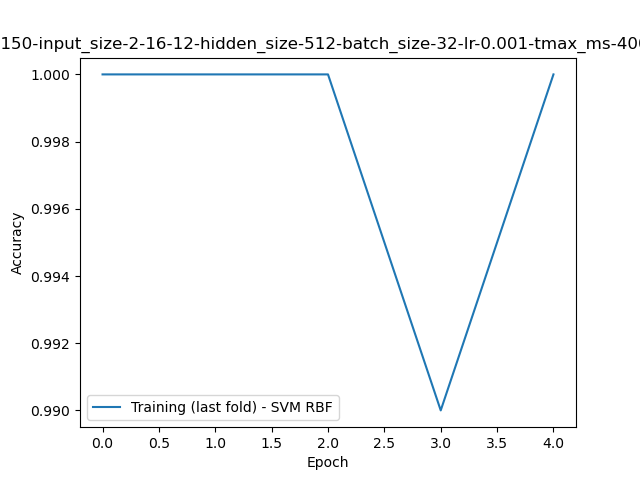 150-input_size-2-16-12-hidden_size-512-batch_size-32-lr-0.001-tmax_ms-40
1.000
0.998
0.996
0.994
0.992
0.990
Accuracy
Training (last fold) - SVM RBF
0.0 0.5 1.0 1.5 2.0 2.5 3.0 3.5 4.0
Epoch